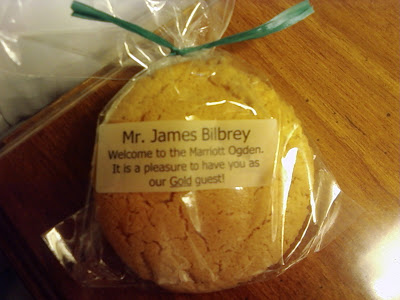 Mr. James Bilbrey
Welcome to the Marriott Ogden.
It is a pleasure to have you as
our Gold guest!